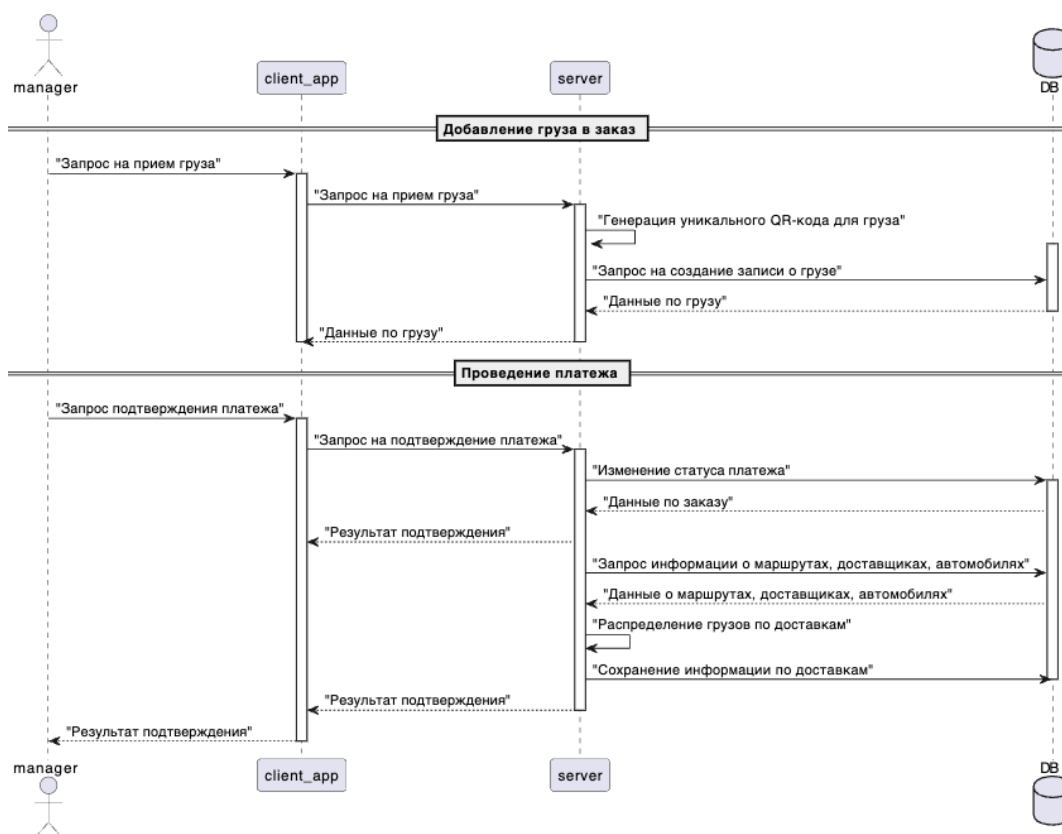 manager
client_app
server
DB
Добавление груза в заказ
"Запрос на прием груза"
"Запрос на прием груза"
"Генерация уникального QR-кода для груза"
"Запрос на создание записи о грузе"
"Данные по грузу"
"Данные по грузу"
Проведение платежа
"Запрос подтверждения платежа"
"Запрос на подтверждение платежа"
"Изменение статуса платежа"
"Данные по заказу"
"Результат подтверждения"
"Запрос информации о маршрутах, доставщиках, автомобилях"
"Данные о маршрутах, доставщиках, автомобилях"
"Распределение грузов по доставкам"
"Сохранение информации по доставкам"
"Результат подтверждения"
"Результат подтверждения"
manager
client_app
server
DB